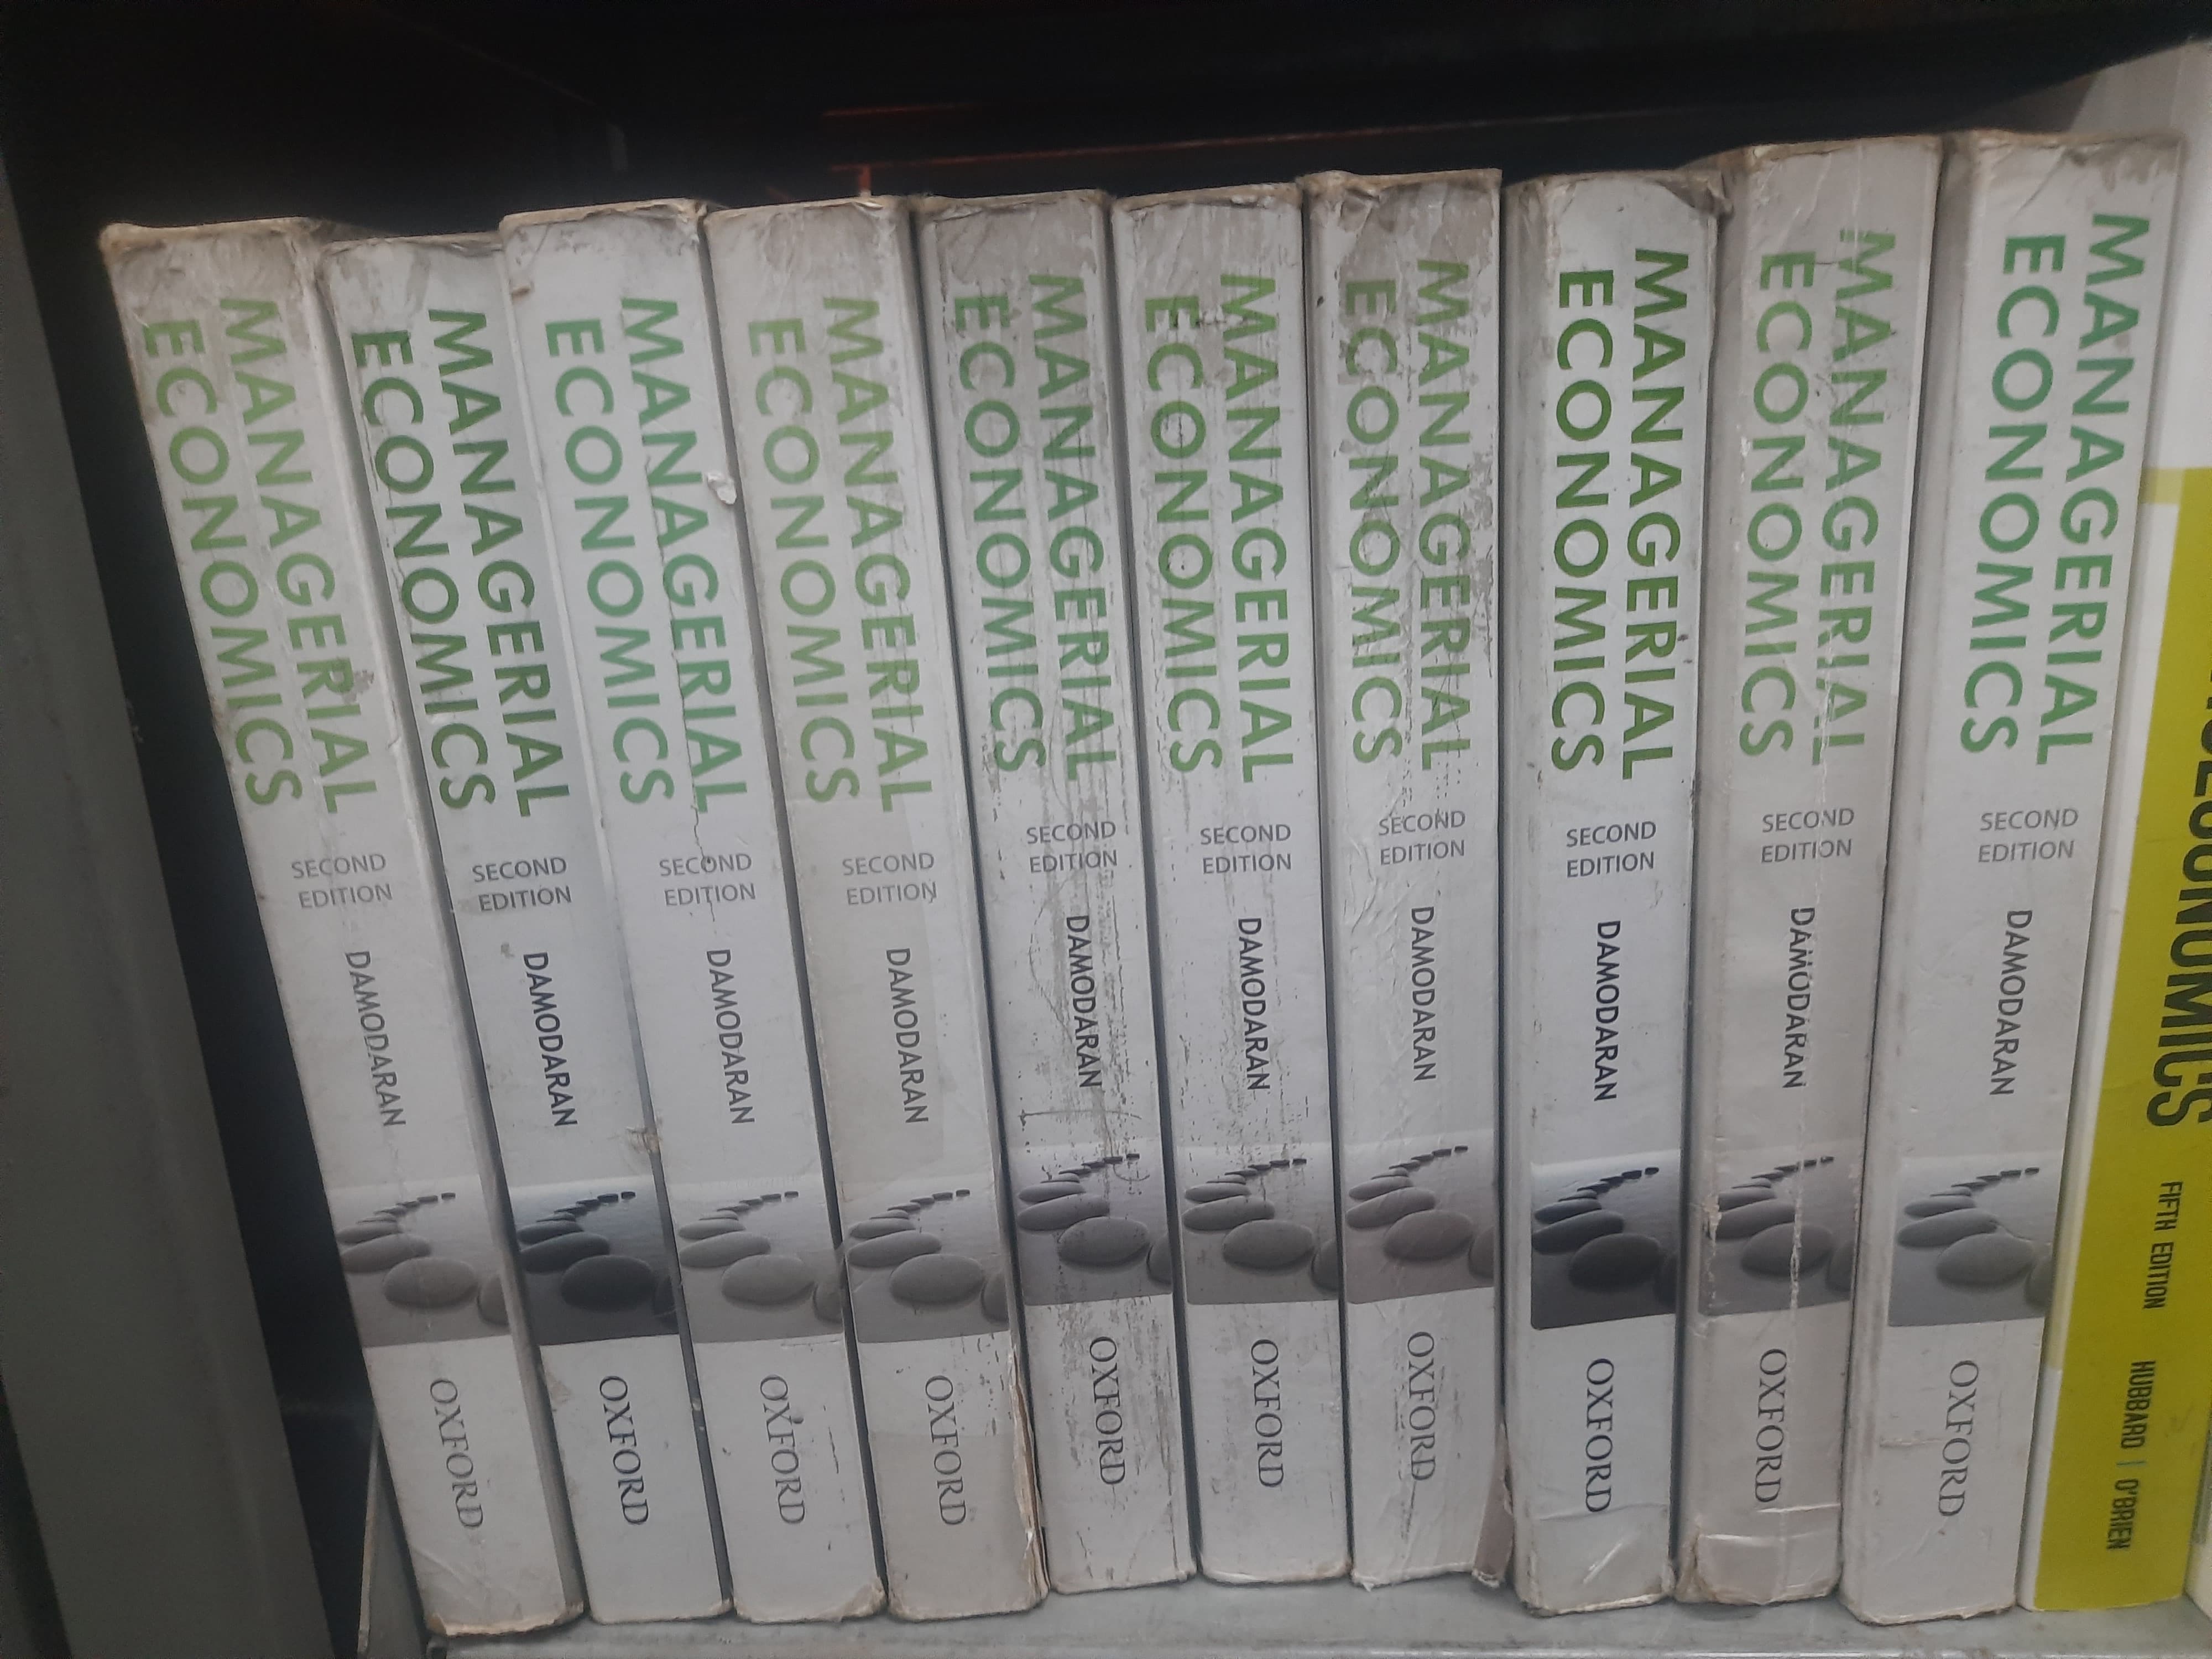 MANAGERIAL
ECONOMICS
SECOND
EDITION
DAMODARAN
OXFORD
MANAGERIAL
ECONOMICS
SECOND
EDITION
DAMODARAN
OXFORD
MANAGERIAL
ECONOMICS
SECOND
EDITION
DAMODARAN
OXFORD
MANAGERIAL
ECONOMICS
SECOND
EDITION
DAMODARAN
OXFORD
MANAGERIAL
ECONOMICS
SECOND
EDITION
DAMODARAN
OXFORD
MANAGERIAL
ECONOMICS
SECOND
EDITION
DAMODARAN
OXFORD
MANAGERIAL
ECONOMICS
SECOND
EDITION
DAMODARAN
OXFORD
MANAGERIAL
ECONOMICS
SECOND
EDITION
DAMODARAN
OXFORD
MANAGERIAL
ECONOMICS
SECOND
EDITION
DAMODARAN
OXFORD
MANAGERIAL
ECONOMICS
SECOND
EDITION
DAMODARAN
OXFORD
FIFTH EDITION HUBBARD | O'BRIEN